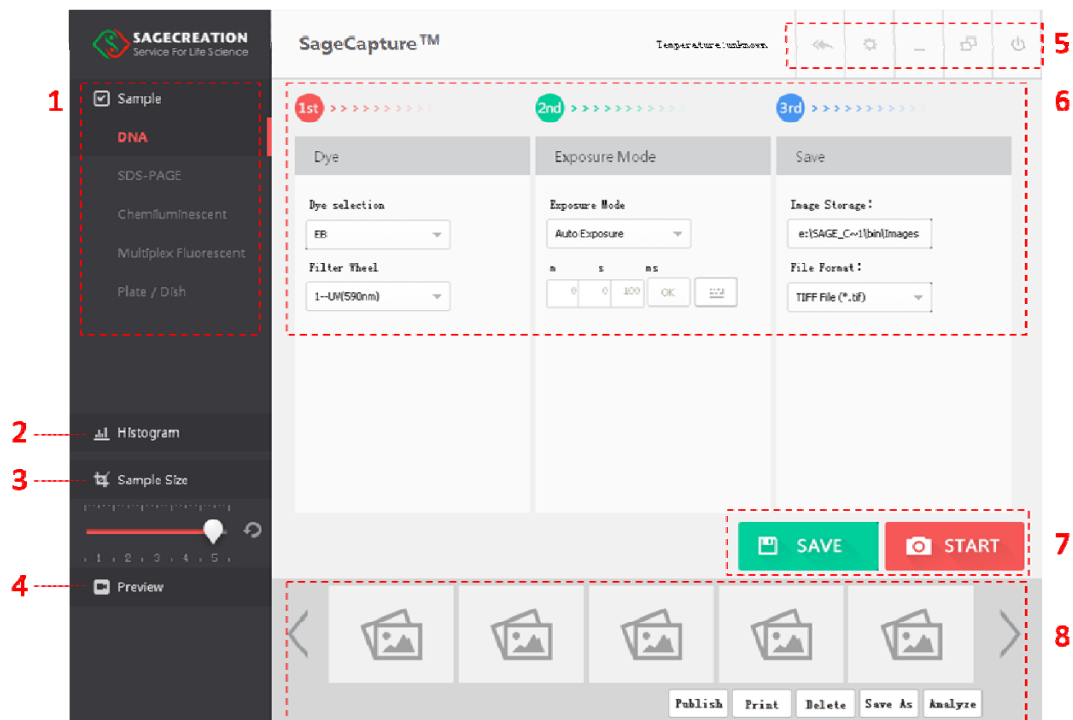 SAGECREATION
Service For Life Science
SageCapture™
Temperature:unknown
5
1
Sample
DNA
SDS-PAGE
Chemiluminescent
Multiplex Fluorescent
Plate / Dish
6
1st >>>>>>>>>>
2nd >>>>>>>>>>>
3rd >>>>>>>>>>>
Dye
Exposure Mode
Save
Dye selection
EB
Filter Wheel
1--UV(590nm)
Exposure Mode
Auto Exposure
m s ms
0 0 100 OK
Image Storage:
e:\SAGE_C~1\bin\Images
File Format:
TIFF File (*.tif)
2
Histogram
3
Sample Size
. 1 . 2 . 3 . 4 . 5 .
4
Preview
SAVE
START
7
8
Publish Print Delete Save As Analyze